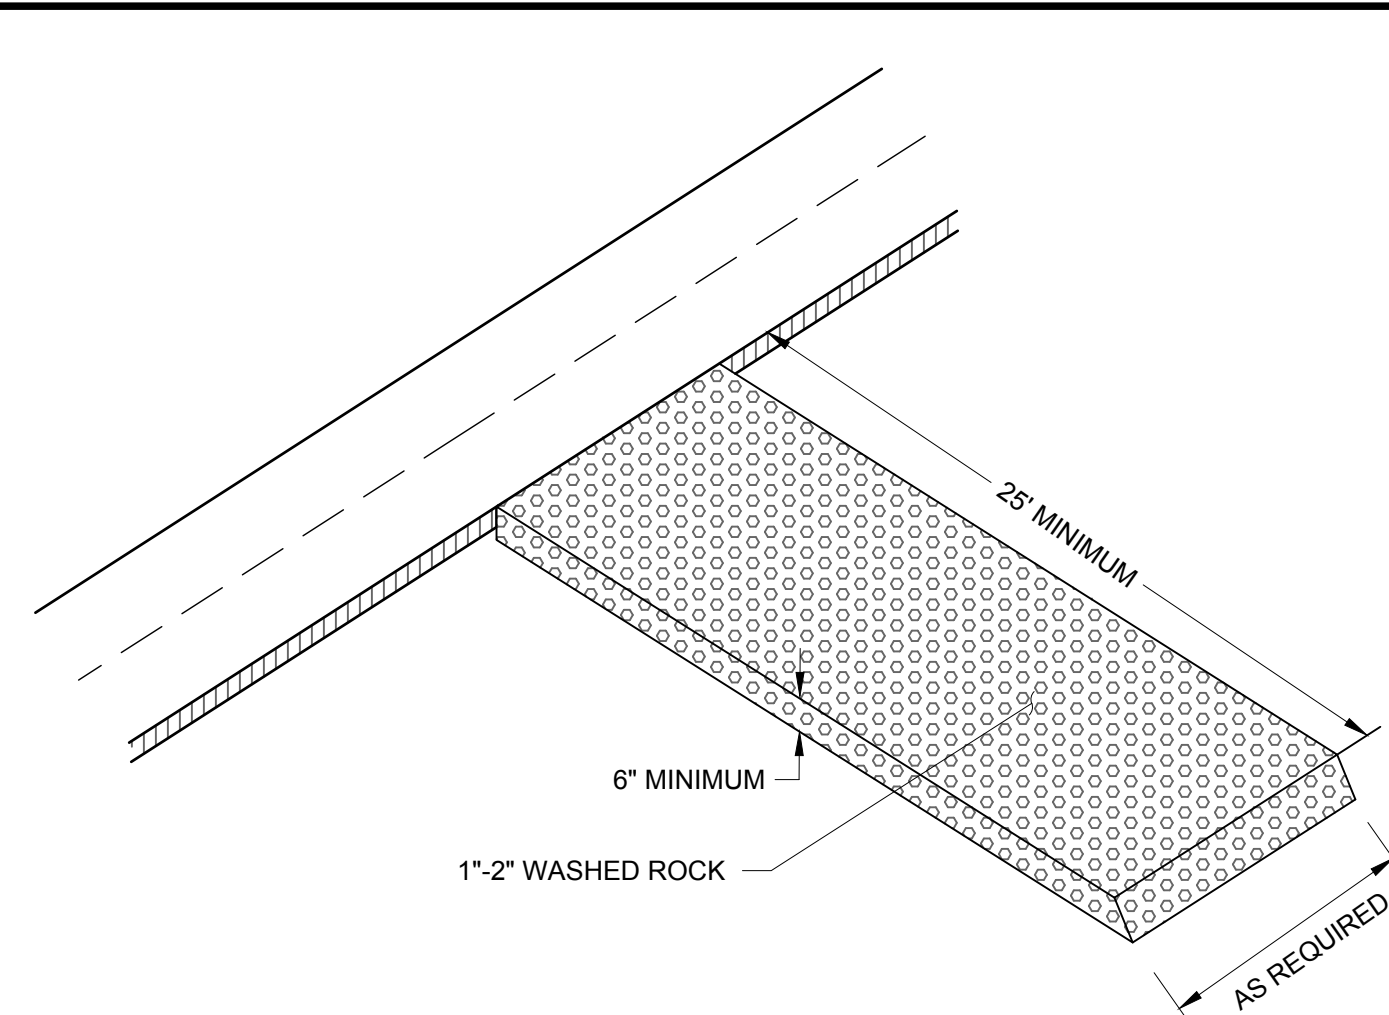 25' MINIMUM
6" MINIMUM
1"-2" WASHED ROCK
AS REQUIRED